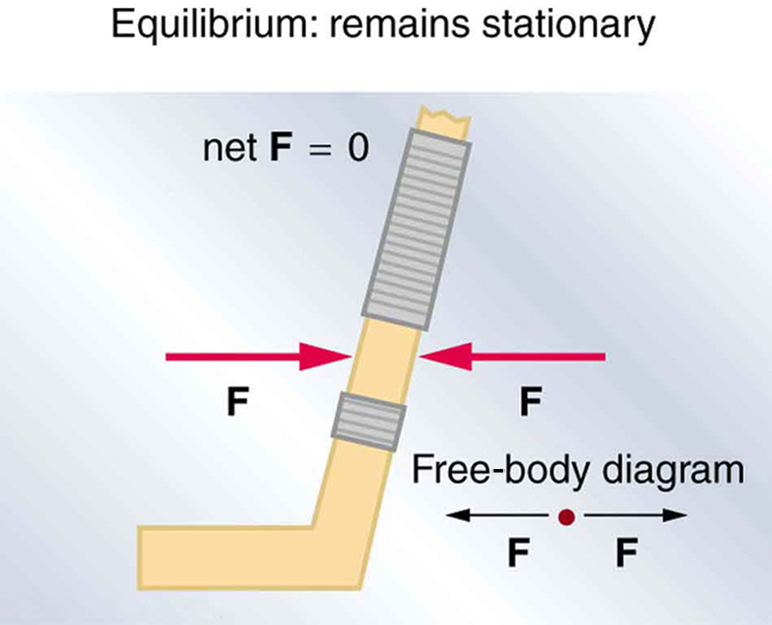 Equilibrium: remains stationary
net F = 0
F
F
Free-body diagram
F
F